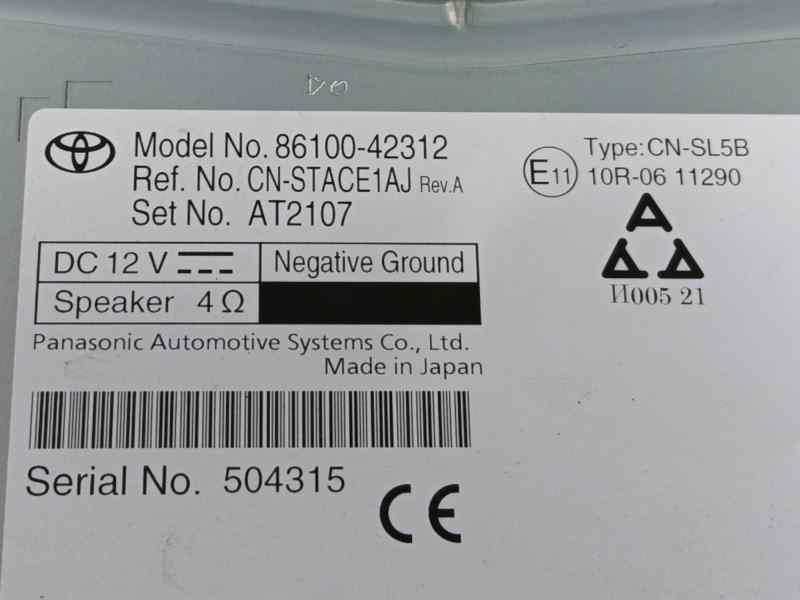 Model No. 86100-42312
Ref. No. CN-STACE1AJ Rev.A
Set No. AT2107
E11
Type:CN-SL5B
10R-06 11290
И005 21
DC 12 V
Negative Ground
Speaker 4Ω
Panasonic Automotive Systems Co., Ltd.
Made in Japan
Serial No. 504315
CE